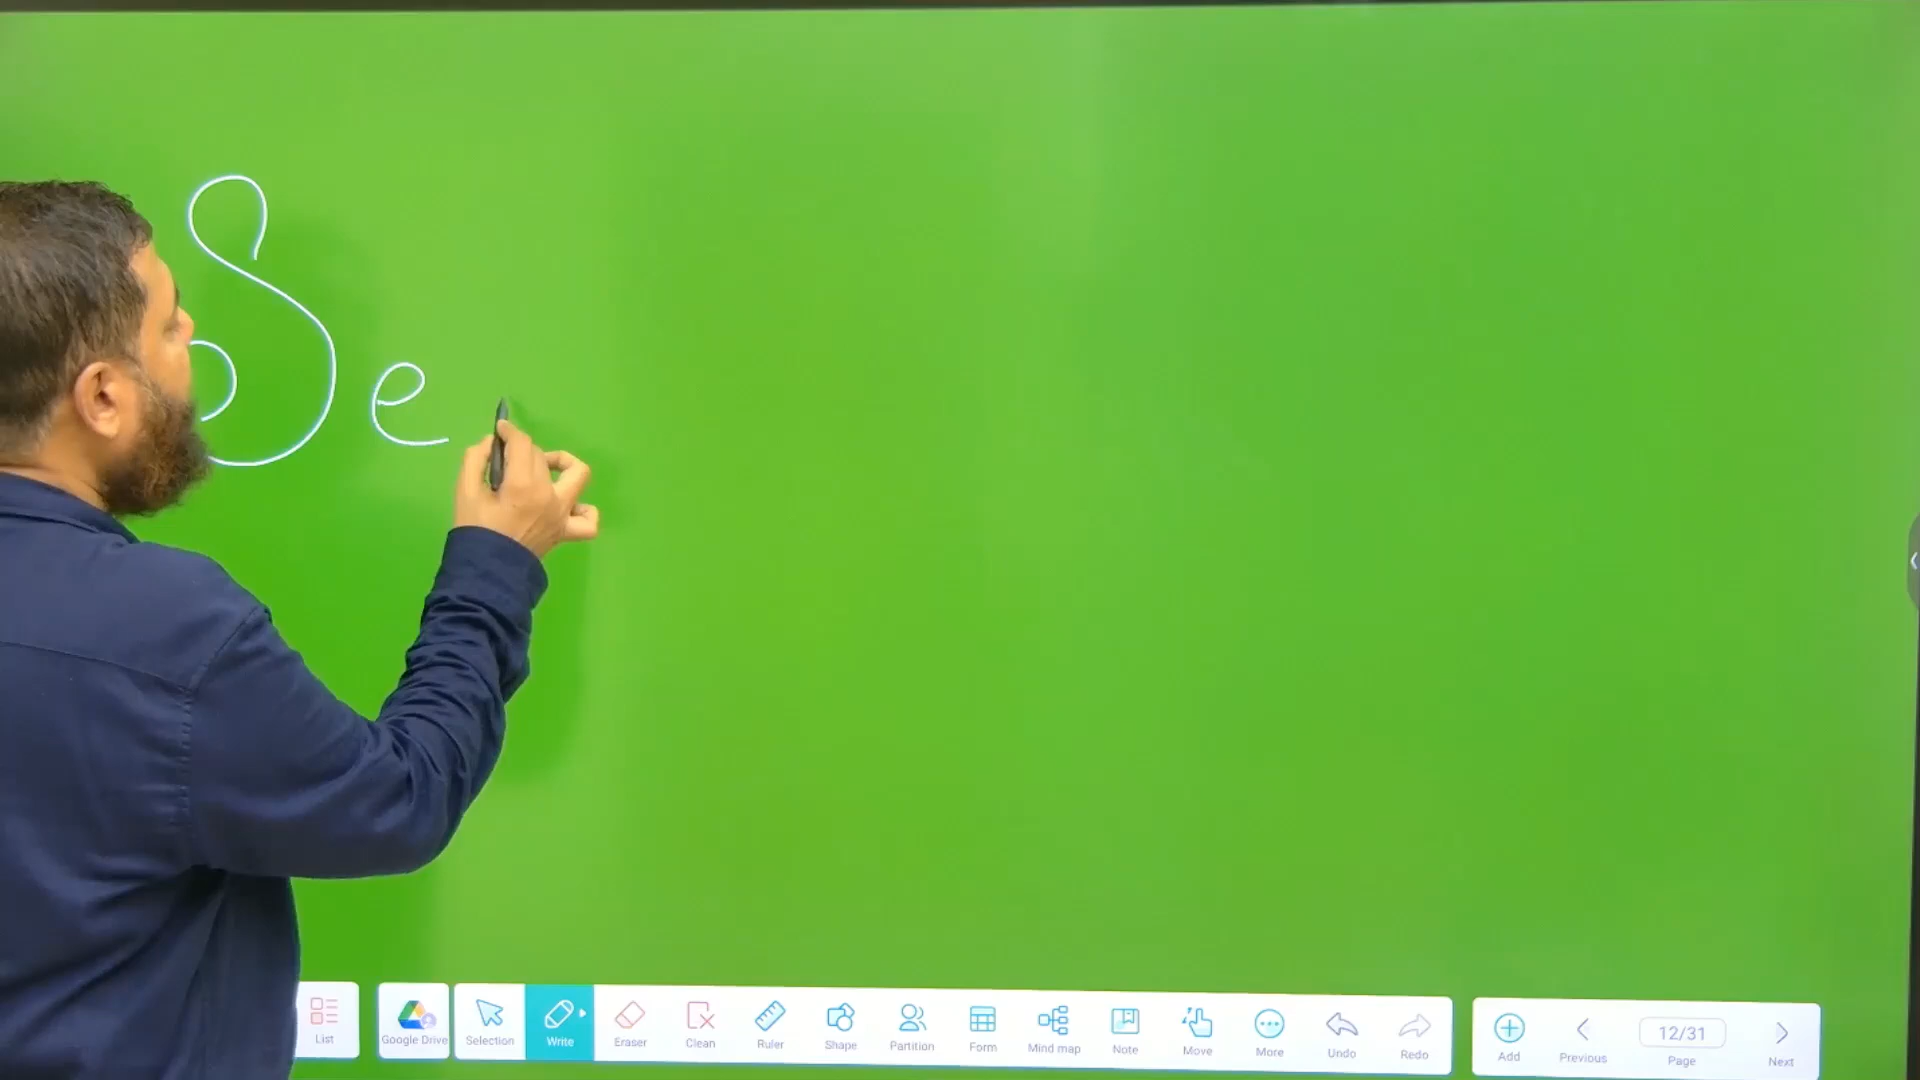 Se
List
Google Drive
Selection
Write
Eraser
Clean
Ruler
Shape
Partition
Form
Mind map
Note
Move
More
Undo
Redo
Add
Previous
12/31
Page
Next